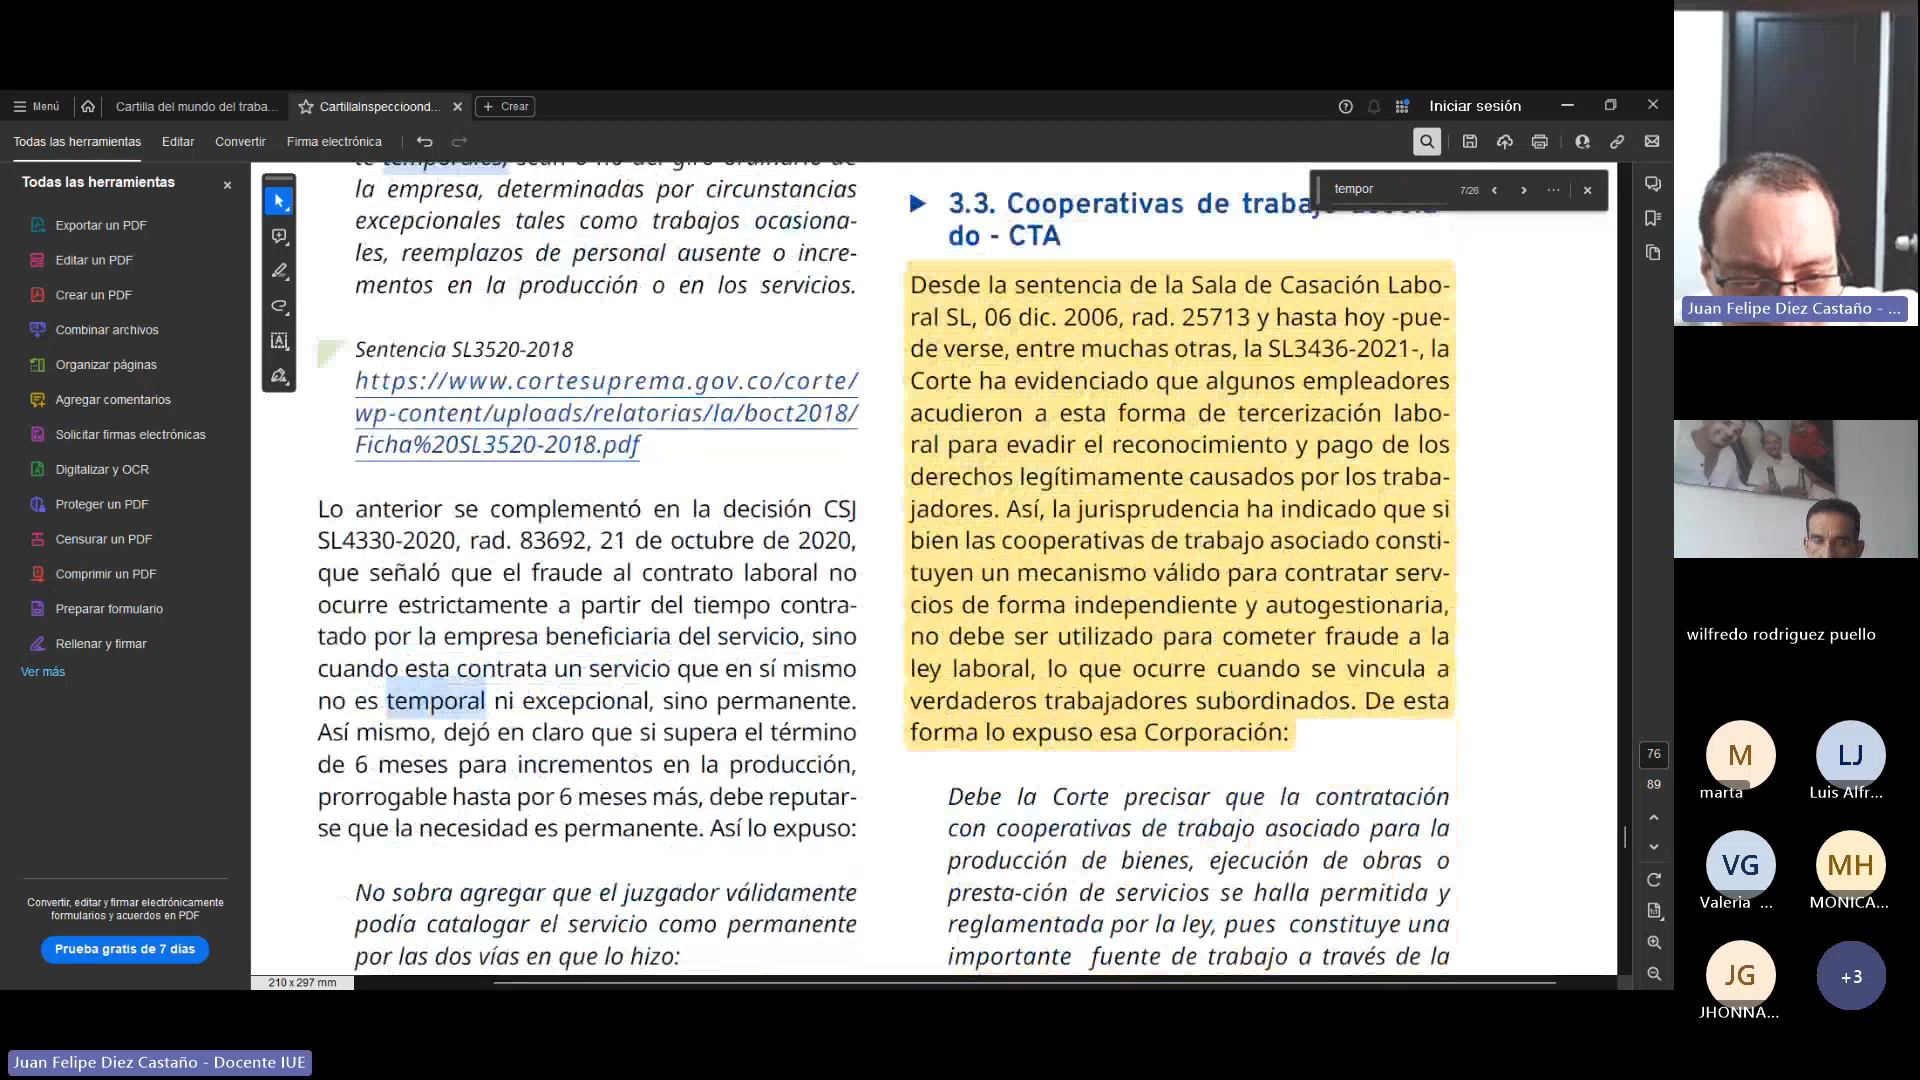 Menú
Cartilla del mundo del traba...
CartillaInspeccioond...
Crear
Iniciar sesión
Todas las herramientas
Editar
Convertir
Firma electrónica
Todas las herramientas
Exportar un PDF
Editar un PDF
Crear un PDF
Combinar archivos
Organizar páginas
Agregar comentarios
Solicitar firmas electrónicas
Digitalizar y OCR
Proteger un PDF
Censurar un PDF
Comprimir un PDF
Preparar formulario
Rellenar y firmar
Ver más
Convertir, editar y firmar electrónicamente
formularios y acuerdos en PDF
Prueba gratis de 7 días
te temporales, sean o no del giro ordinario de
la empresa, determinadas por circunstancias
excepcionales tales como trabajos ocasiona-
les, reemplazos de personal ausente o incre-
mentos en la producción o en los servicios.
Sentencia SL3520-2018
https://www.cortesuprema.gov.co/corte/
wp-content/uploads/relatorias/la/boct2018/
Ficha%20SL3520-2018.pdf
Lo anterior se complementó en la decisión CSJ
SL4330-2020, rad. 83692, 21 de octubre de 2020,
que señaló que el fraude al contrato laboral no
ocurre estrictamente a partir del tiempo contra-
tado por la empresa beneficiaria del servicio, sino
cuando esta contrata un servicio que en sí mismo
no es temporal ni excepcional, sino permanente.
Así mismo, dejó en claro que si supera el término
de 6 meses para incrementos en la producción,
prorrogable hasta por 6 meses más, debe reputar-
se que la necesidad es permanente. Así lo expuso:
No sobra agregar que el juzgador válidamente
podía catalogar el servicio como permanente
por las dos vías en que lo hizo:
210 x 297 mm
tempor
7/26
3.3. Cooperativas de trabajo
do - CTA
Desde la sentencia de la Sala de Casación Labo-
ral SL, 06 dic. 2006, rad. 25713 y hasta hoy -pue-
de verse, entre muchas otras, la SL3436-2021-, la
Corte ha evidenciado que algunos empleadores
acudieron a esta forma de tercerización labo-
ral para evadir el reconocimiento y pago de los
derechos legítimamente causados por los traba-
jadores. Así, la jurisprudencia ha indicado que si
bien las cooperativas de trabajo asociado consti-
tuyen un mecanismo válido para contratar serv-
cios de forma independiente y autogestionaria,
no debe ser utilizado para cometer fraude a la
ley laboral, lo que ocurre cuando se vincula a
verdaderos trabajadores subordinados. De esta
forma lo expuso esa Corporación:
Debe la Corte precisar que la contratación
con cooperativas de trabajo asociado para la
producción de bienes, ejecución de obras o
presta-ción de servicios se halla permitida y
reglamentada por la ley, pues constituye una
importante fuente de trabajo a través de la
76
89
Juan Felipe Diez Castaño - ...
wilfredo rodriguez puello
M
marta
LJ
Luis Alfr...
VG
Valeria ...
MH
MONICA...
JG
JHONNA...
+3
Juan Felipe Diez Castaño - Docente IUE